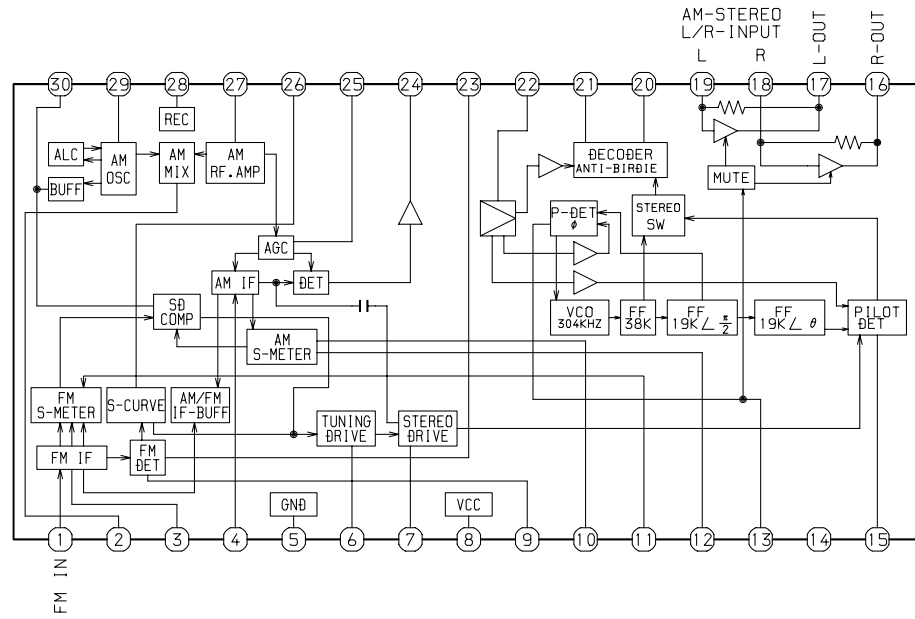 AM-STEREO
L/R-INPUT
L
R
L-OUT
R-OUT
30
29
28
27
26
25
24
23
22
21
20
19
18
17
16
REC
ALC
AM
OSC
AM
MIX
AM
RF.AMP
BUFF
DECODER
ANTI-BIRDIE
MUTE
P-DET
ø
STEREO
SW
AGC
AM IF
DET
SD
COMP
AM
S-METER
VCO
304KHZ
FF
38K
FF
19K∠ π/2
FF
19K∠ θ
PILOT
DET
FM
S-METER
S-CURVE
AM/FM
IF-BUFF
TUNING
DRIVE
STEREO
DRIVE
FM IF
FM
DET
GND
VCC
1
2
3
4
5
6
7
8
9
10
11
12
13
14
15
FM IN